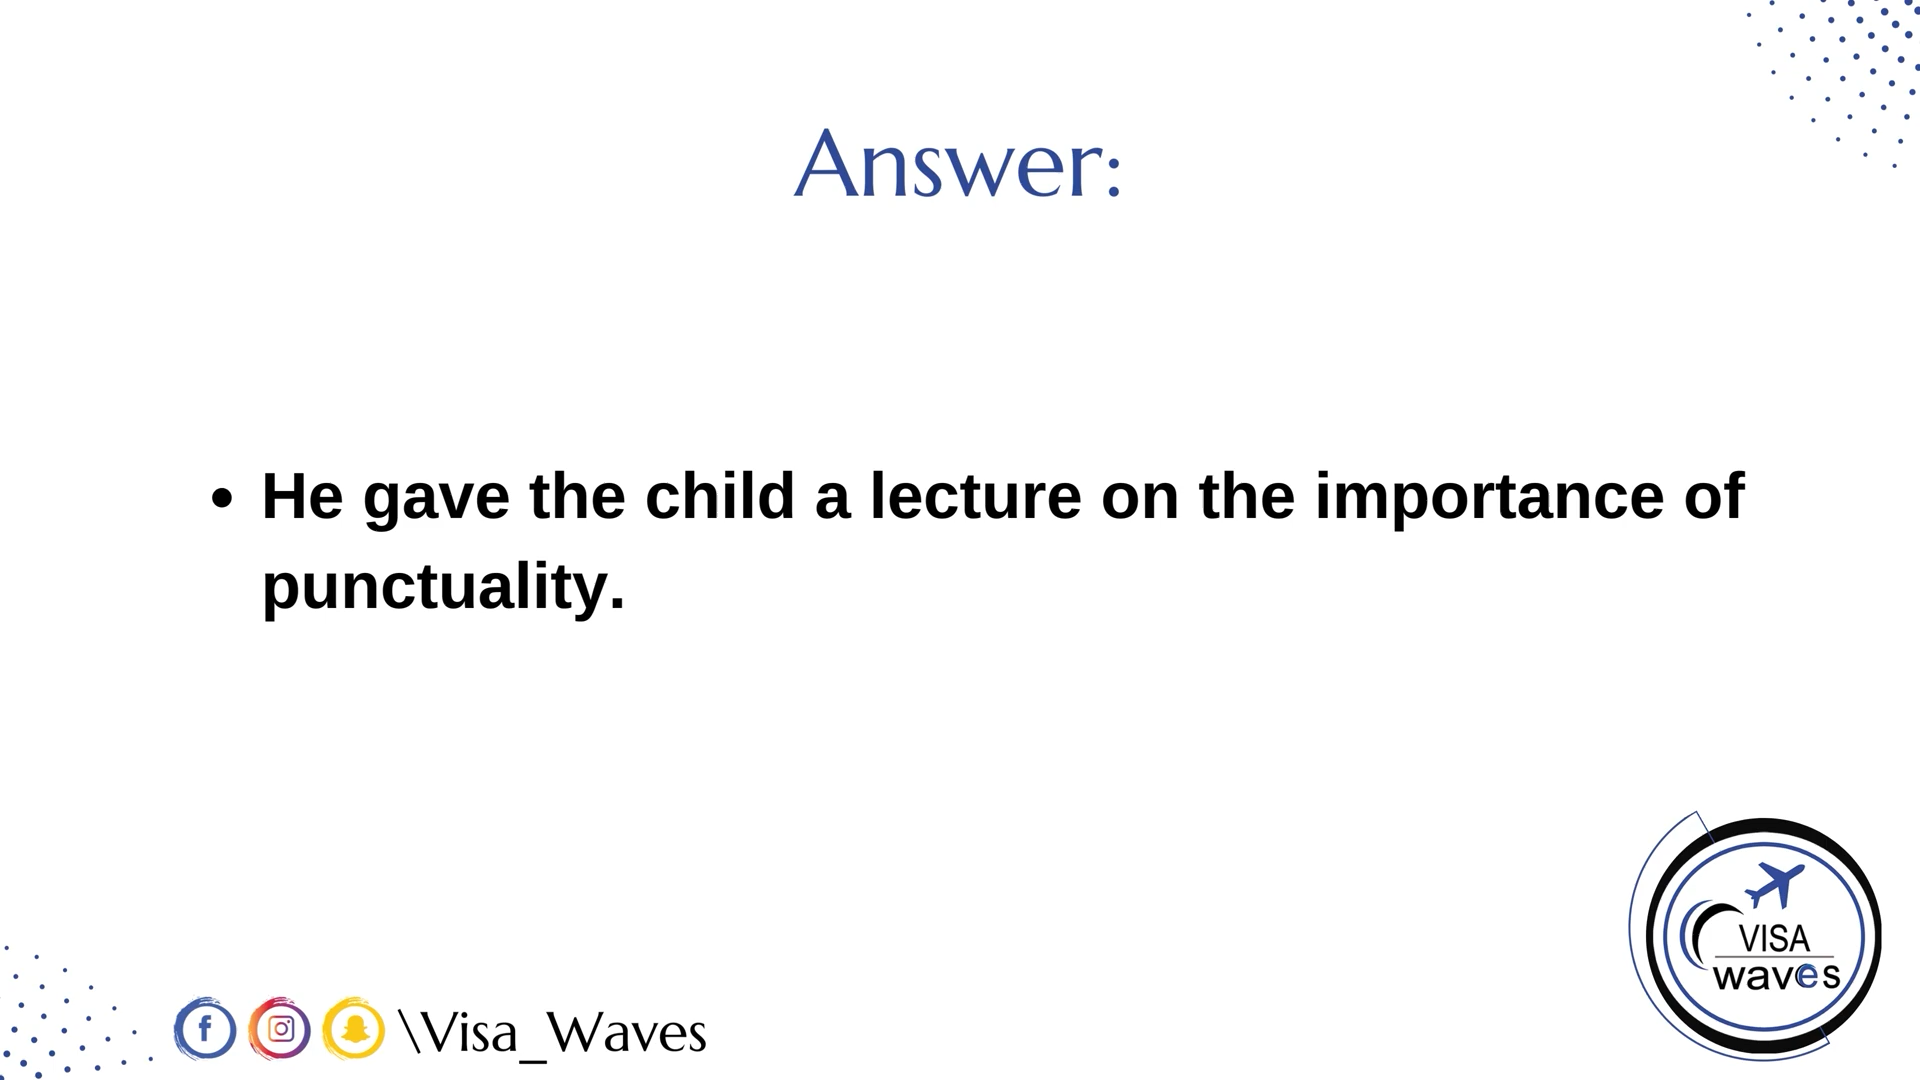 Answer:
• He gave the child a lecture on the importance of
punctuality.
VISA
waves
\Visa_Waves